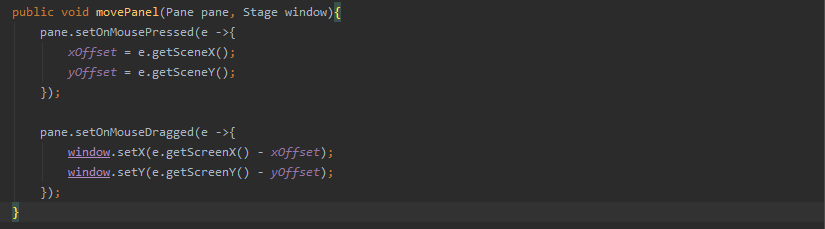 public void movePanel(Pane pane, Stage window){
    pane.setOnMousePressed(e ->{
        xOffset = e.getSceneX();
        yOffset = e.getSceneY();
    });

    pane.setOnMouseDragged(e ->{
        window.setX(e.getScreenX() - xOffset);
        window.setY(e.getScreenY() - yOffset);
    });
}